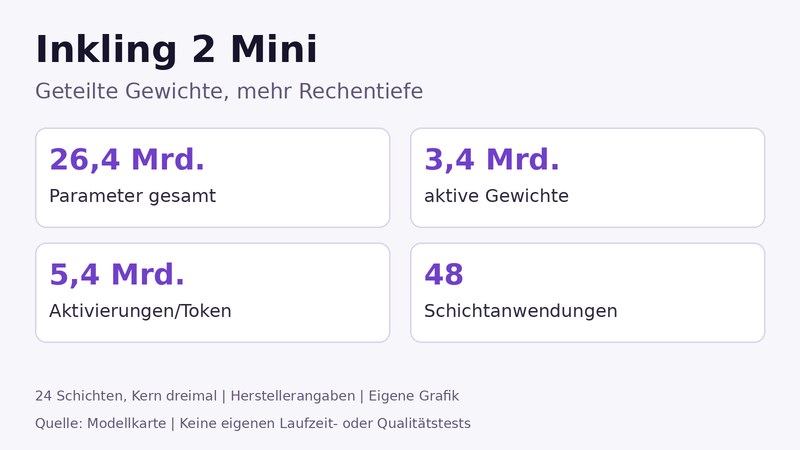 Inkling 2 Mini
Geteilte Gewichte, mehr Rechentiefe
26,4 Mrd.
Parameter gesamt
3,4 Mrd.
aktive Gewichte
5,4 Mrd.
Aktivierungen/Token
48
Schichtanwendungen
24 Schichten, Kern dreimal | Herstellerangaben | Eigene Grafik
Quelle: Modellkarte | Keine eigenen Laufzeit- oder Qualitätstests